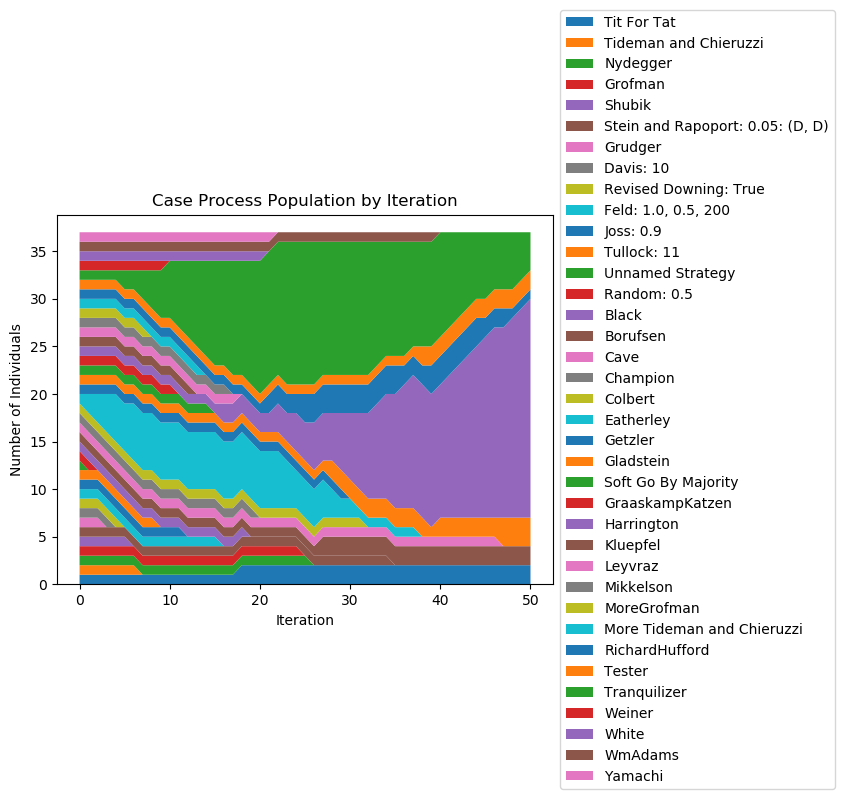 Case Process Population by Iteration
Number of Individuals
35
30
25
20
15
10
5
0
0 10 20 30 40 50
Iteration
Tit For Tat
Tideman and Chieruzzi
Nydegger
Grofman
Shubik
Stein and Rapoport: 0.05: (D, D)
Grudger
Davis: 10
Revised Downing: True
Feld: 1.0, 0.5, 200
Joss: 0.9
Tullock: 11
Unnamed Strategy
Random: 0.5
Black
Borufsen
Cave
Champion
Colbert
Eatherley
Getzler
Gladstein
Soft Go By Majority
GraaskampKatzen
Harrington
Kluepfel
Leyvraz
Mikkelson
MoreGrofman
More Tideman and Chieruzzi
RichardHufford
Tester
Tranquilizer
Weiner
White
WmAdams
Yamachi